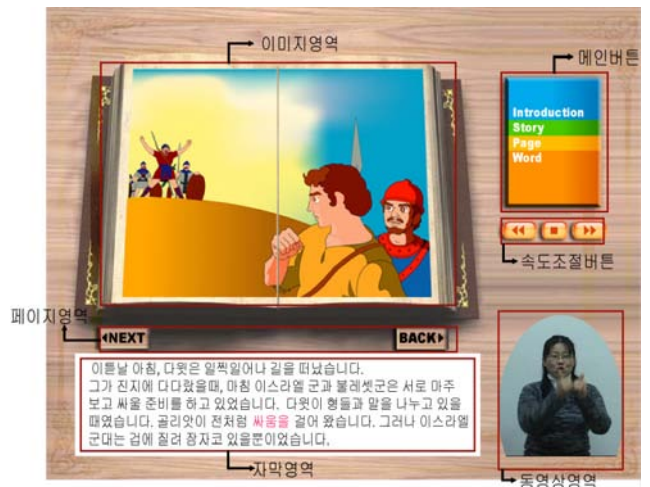 이미지영역
메인버튼
Introduction
Story
Page
Word
속도조절버튼
페이지영역
◀NEXT
BACK▶
이튿날 아침, 다윗은 일찍일어나 길을 떠났습니다.
그가 진지에 다다랐을때, 마침 이스라엘 군과 불레셋군은 서로 마주
보고 싸울 준비를 하고 있었습니다. 다윗이 형들과 말을 나누고 있을
때였습니다. 골리앗이 전처럼 싸움을 걸어 왔습니다. 그러나 이스라엘
군대는 겁에 질려 잠자코 있을뿐이었습니다.
자막영역
동영상영역